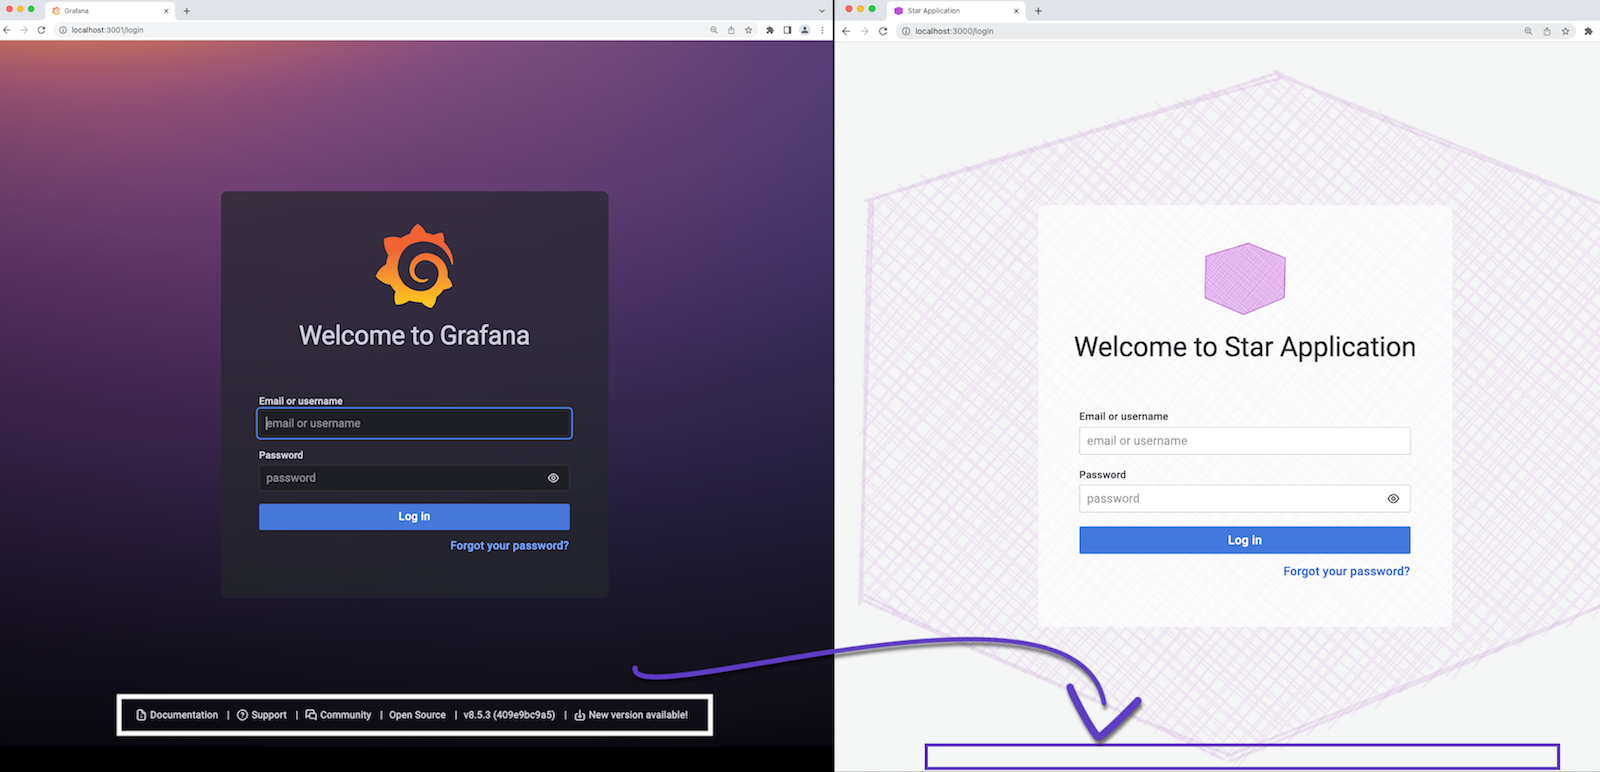 Grafana
localhost:3001/login
Welcome to Grafana
Email or username
email or username
Password
password
Log in
Forgot your password?
Documentation | Support | Community | Open Source | v8.5.3 (409e9bc9a5) | New version available!
Star Application
localhost:3000/login
Welcome to Star Application
Email or username
email or username
Password
password
Log in
Forgot your password?